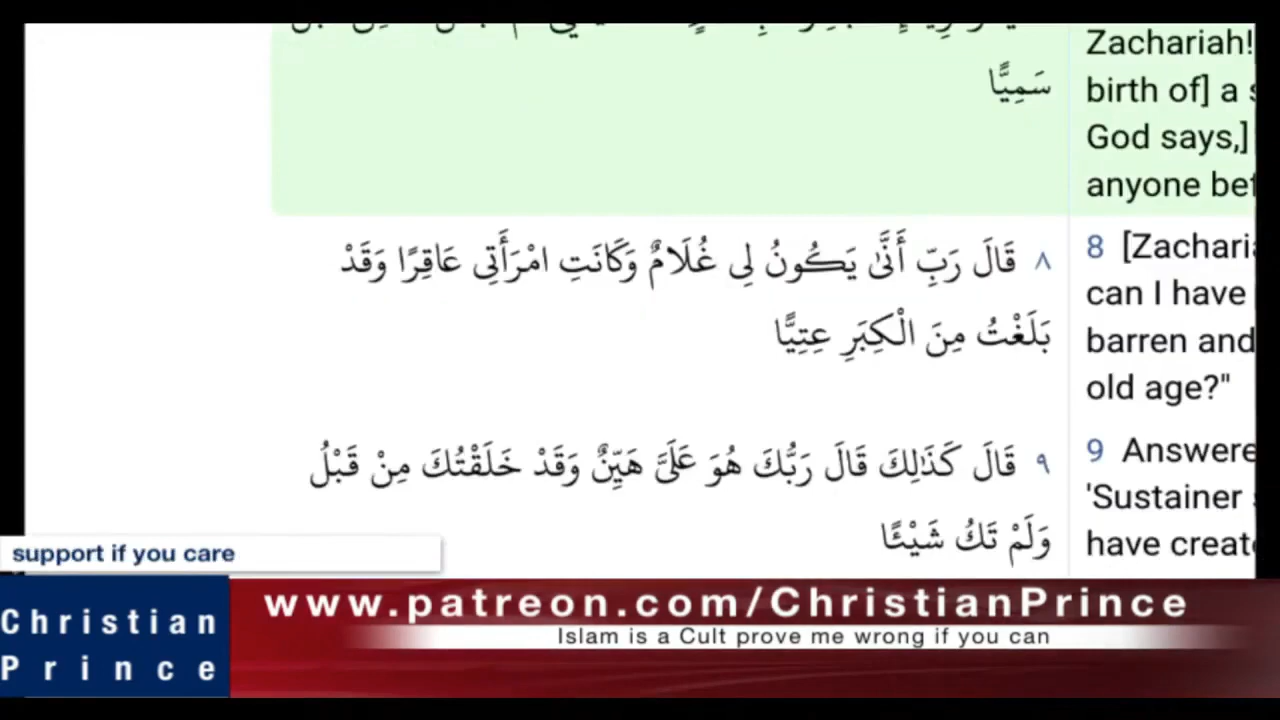 سَمِيًّا
٨ قَالَ رَبِّ أَنَّىٰ يَكُونُ لِي غُلَامٌ وَكَانَتِ امْرَأَتِي عَاقِرًا وَقَدْ
بَلَغْتُ مِنَ الْكِبَرِ عِتِيًّا
٩ قَالَ كَذَٰلِكَ قَالَ رَبُّكَ هُوَ عَلَيَّ هَيِّنٌ وَقَدْ خَلَقْتُكَ مِنْ قَبْلُ
وَلَمْ تَكُ شَيْئًا
Zachariah!
birth of] a
God says,]
anyone
8 [Zachari
can I have
barren and
old age?"
9 Answere
'Sustainer
have creat
support if you care
Christian
Prince
www.patreon.com/ChristianPrince
Islam is a Cult prove me wrong if you can